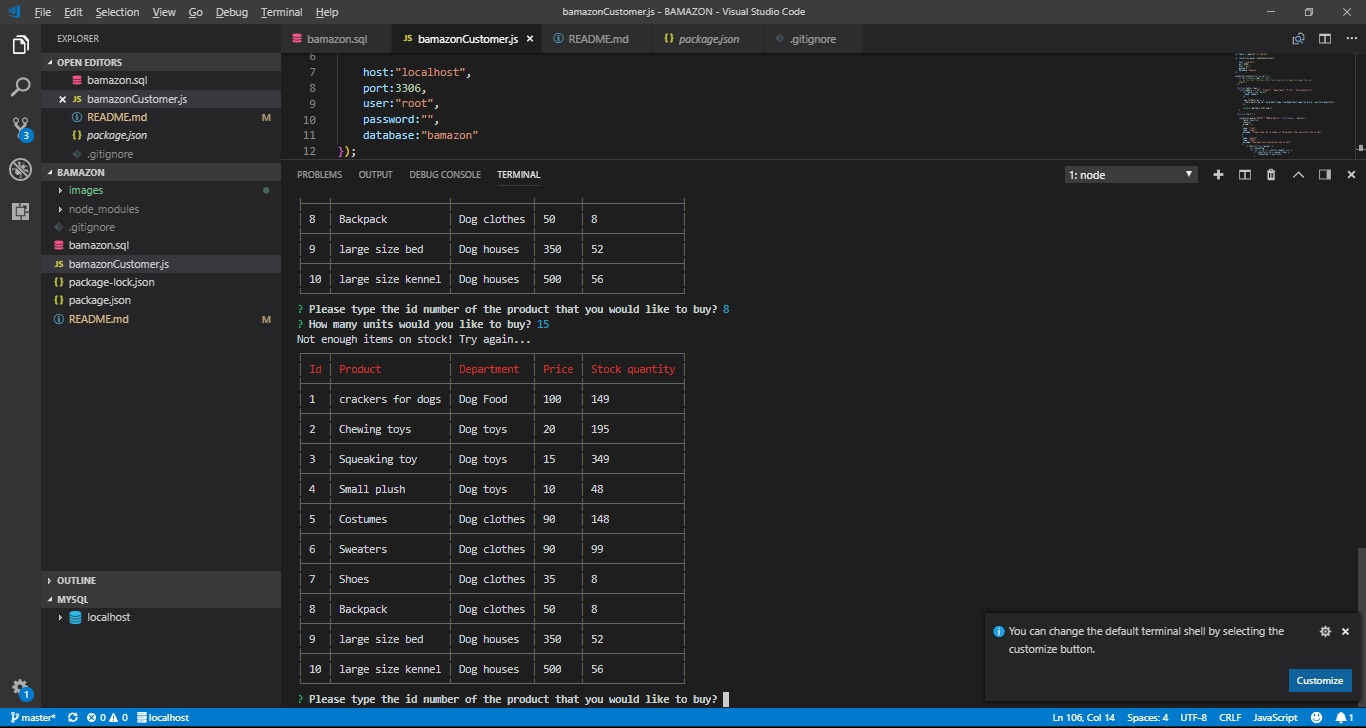 File Edit Selection View Go Debug Terminal Help bamazonCustomer.js - BAMAZON - Visual Studio Code
EXPLORER
OPEN EDITORS
bamazon.sql
JS bamazonCustomer.js
README.md M
{} package.json
.gitignore
BAMAZON
images
node_modules
.gitignore
bamazon.sql
JS bamazonCustomer.js
{} package-lock.json
{} package.json
README.md M
OUTLINE
MYSQL
localhost
3
1
bamazon.sql JS bamazonCustomer.js README.md {} package.json .gitignore
6
7 host:"localhost",
8 port:3306,
9 user:"root",
10 password:"",
11 database:"bamazon"
12 });
PROBLEMS OUTPUT DEBUG CONSOLE TERMINAL 1: node
8 Backpack Dog clothes 50 8
9 large size bed Dog houses 350 52
10 large size kennel Dog houses 500 56
? Please type the id number of the product that you would like to buy? 8
? How many units would you like to buy? 15
Not enough items on stock! Try again...
Id Product Department Price Stock quantity
1 crackers for dogs Dog Food 100 149
2 Chewing toys Dog toys 20 195
3 Squeaking toy Dog toys 15 349
4 Small plush Dog toys 10 48
5 Costumes Dog clothes 90 148
6 Sweaters Dog clothes 90 99
7 Shoes Dog clothes 35 8
8 Backpack Dog clothes 50 8
9 large size bed Dog houses 350 52
10 large size kennel Dog houses 500 56
? Please type the id number of the product that you would like to buy?
You can change the default terminal shell by selecting the
customize button.
Customize
master* 0 0 localhost Ln 106, Col 14 Spaces: 4 UTF-8 CRLF JavaScript 1